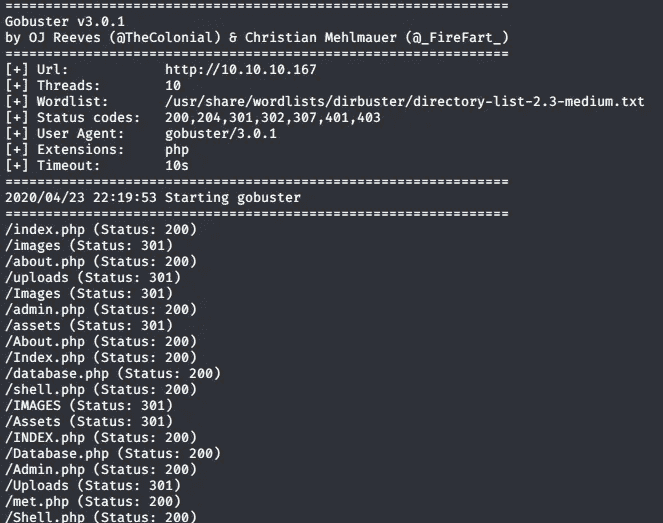 ===============================================================
Gobuster v3.0.1
by OJ Reeves (@TheColonial) & Christian Mehlmauer (@_FireFart_)
===============================================================
[+] Url:            http://10.10.10.167
[+] Threads:        10
[+] Wordlist:       /usr/share/wordlists/dirbuster/directory-list-2.3-medium.txt
[+] Status codes:   200,204,301,302,307,401,403
[+] User Agent:     gobuster/3.0.1
[+] Extensions:     php
[+] Timeout:        10s
===============================================================
2020/04/23 22:19:53 Starting gobuster
===============================================================
/index.php (Status: 200)
/images (Status: 301)
/about.php (Status: 200)
/uploads (Status: 301)
/Images (Status: 301)
/admin.php (Status: 200)
/assets (Status: 301)
/About.php (Status: 200)
/Index.php (Status: 200)
/database.php (Status: 200)
/shell.php (Status: 200)
/IMAGES (Status: 301)
/Assets (Status: 301)
/INDEX.php (Status: 200)
/Database.php (Status: 200)
/Admin.php (Status: 200)
/Uploads (Status: 301)
/met.php (Status: 200)
/Shell.php (Status: 200)